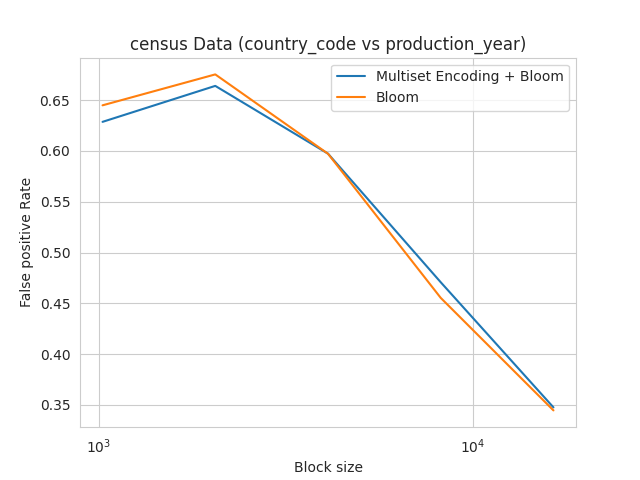 census Data (country_code vs production_year)
Multiset Encoding + Bloom
Bloom
False positive Rate
0.65
0.60
0.55
0.50
0.45
0.40
0.35
10³
10⁴
Block size